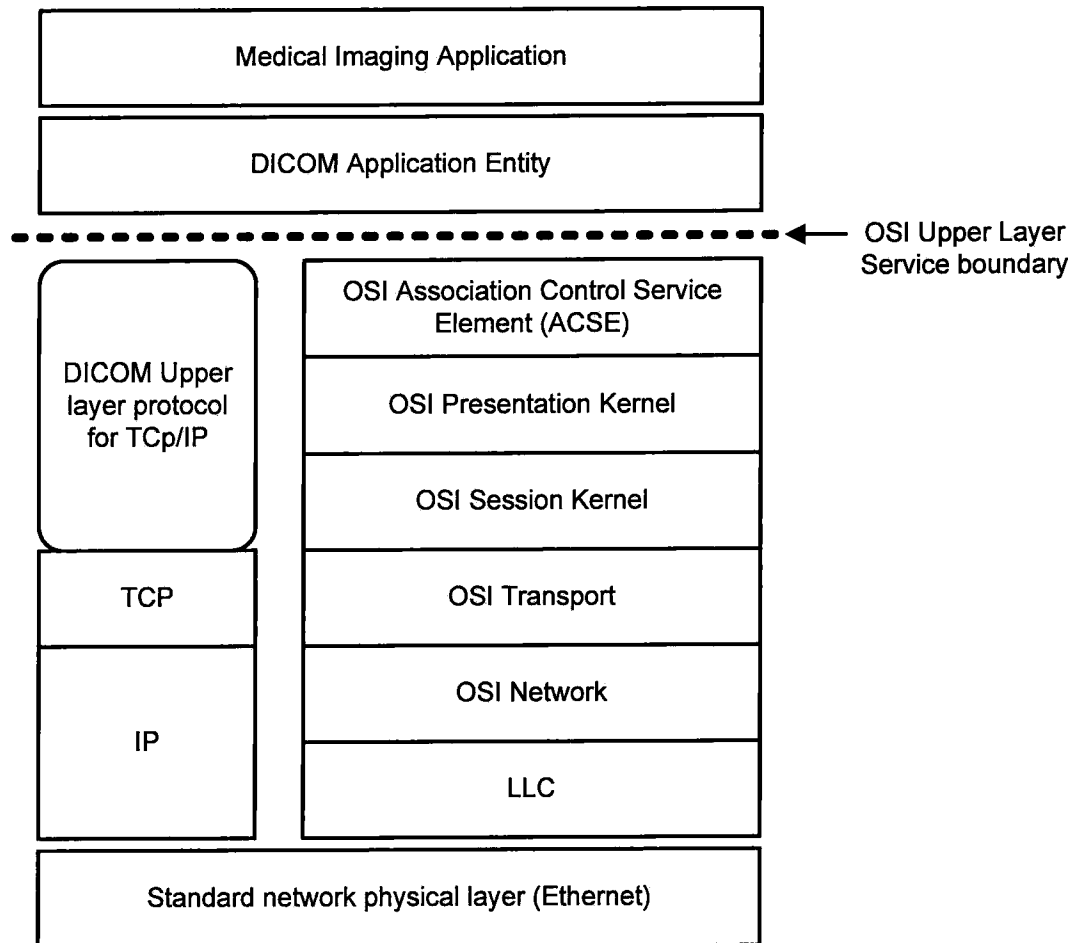 Medical Imaging Application
DICOM Application Entity
OSI Upper Layer
Service boundary
OSI Association Control Service
Element (ACSE)
DICOM Upper
layer protocol
for TCp/IP
OSI Presentation Kernel
OSI Session Kernel
TCP
OSI Transport
IP
OSI Network
LLC
Standard network physical layer (Ethernet)